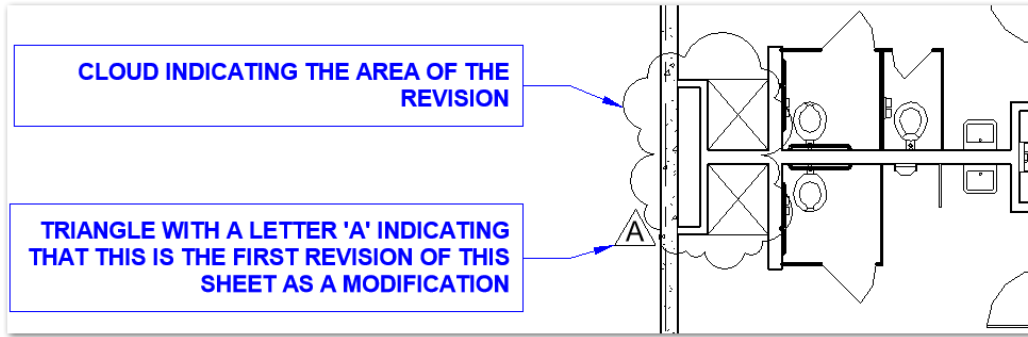 CLOUD INDICATING THE AREA OF THE
REVISION
TRIANGLE WITH A LETTER 'A' INDICATING
THAT THIS IS THE FIRST REVISION OF THIS
SHEET AS A MODIFICATION
A